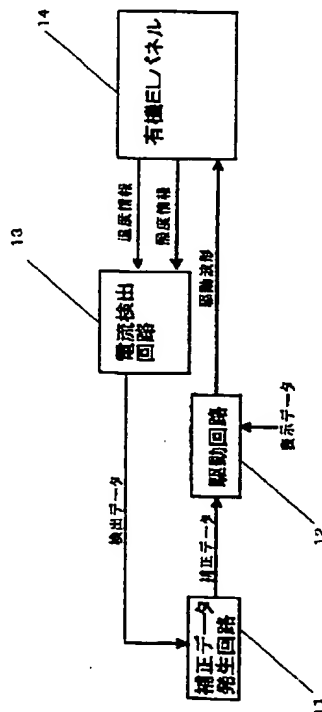 14
有機ELパネル
13
温度情報
照度情報
電流検出
回路
駆動波形
検出データ
駆動回路
表示データ
12
補正データ
補正データ
発生回路
11